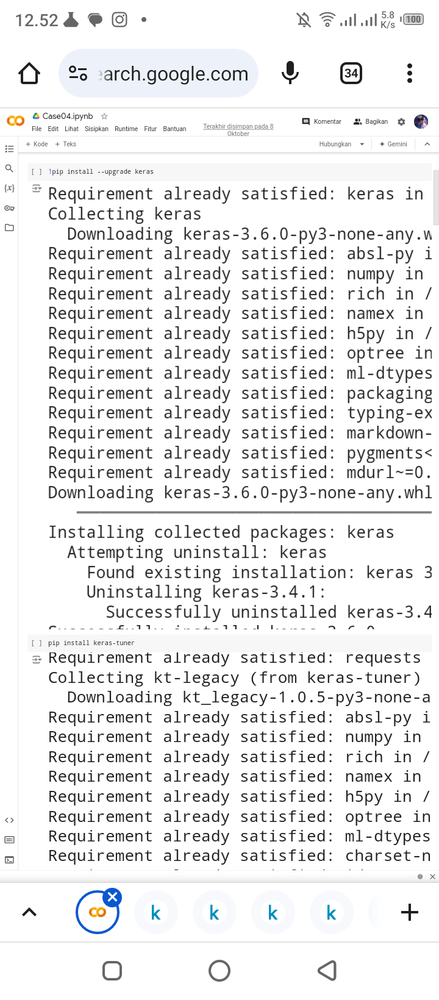 12.52
5.8
K/s
100
earch.google.com
34
Case04.ipynb
File Edit Lihat Sisipkan Runtime Fitur Bantuan
Terakhir disimpan pada 8
Oktober
Komentar
Bagikan
+ Kode + Teks
Hubungkan
Gemini
[ ] !pip install --upgrade keras
Requirement already satisfied: keras in
Collecting keras
Downloading keras-3.6.0-py3-none-any.w
Requirement already satisfied: absl-py i
Requirement already satisfied: numpy in
Requirement already satisfied: rich in /
Requirement already satisfied: namex in
Requirement already satisfied: h5py in /
Requirement already satisfied: optree in
Requirement already satisfied: ml-dtypes
Requirement already satisfied: packaging
Requirement already satisfied: typing-ex
Requirement already satisfied: markdown-
Requirement already satisfied: pygments<
Requirement already satisfied: mdurl~=0.
Downloading keras-3.6.0-py3-none-any.whl
Installing collected packages: keras
Attempting uninstall: keras
Found existing installation: keras 3
Uninstalling keras-3.4.1:
Successfully uninstalled keras-3.4
Successfully installed keras-3.6.0
[ ] pip install keras-tuner
Requirement already satisfied: requests
Collecting kt-legacy (from keras-tuner)
Downloading kt_legacy-1.0.5-py3-none-a
Requirement already satisfied: absl-py i
Requirement already satisfied: numpy in
Requirement already satisfied: rich in /
Requirement already satisfied: namex in
Requirement already satisfied: h5py in /
Requirement already satisfied: optree in
Requirement already satisfied: ml-dtypes
Requirement already satisfied: charset-n
k k k k